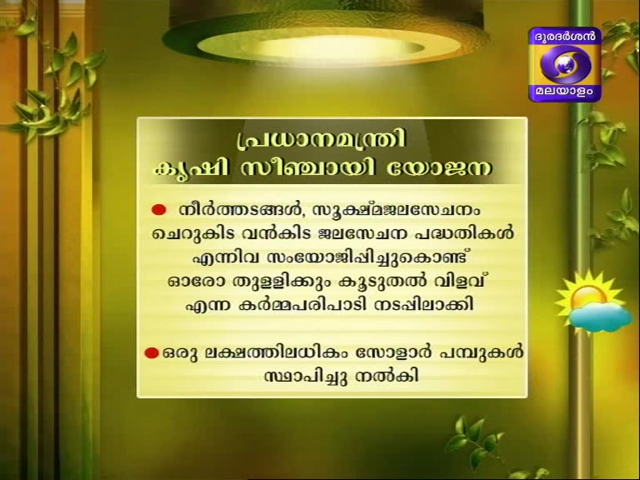 ദൂരദർശൻ
മലയാളം
പ്രധാനമന്ത്രി
കൃഷി സീഞ്ചായി യോജന
നീർത്തടങ്ങൾ, സൂക്ഷ്മജലസേചനം
ചെറുകിട വൻകിട ജലസേചന പദ്ധതികൾ
എന്നിവ സംയോജിപ്പിച്ചുകൊണ്ട്
ഓരോ തുള്ളിക്കും കൂടുതൽ വിളവ്
എന്ന കർമ്മപരിപാടി നടപ്പിലാക്കി
ഒരു ലക്ഷത്തിലധികം സോളാർ പമ്പുകൾ
സ്ഥാപിച്ചു നൽകി